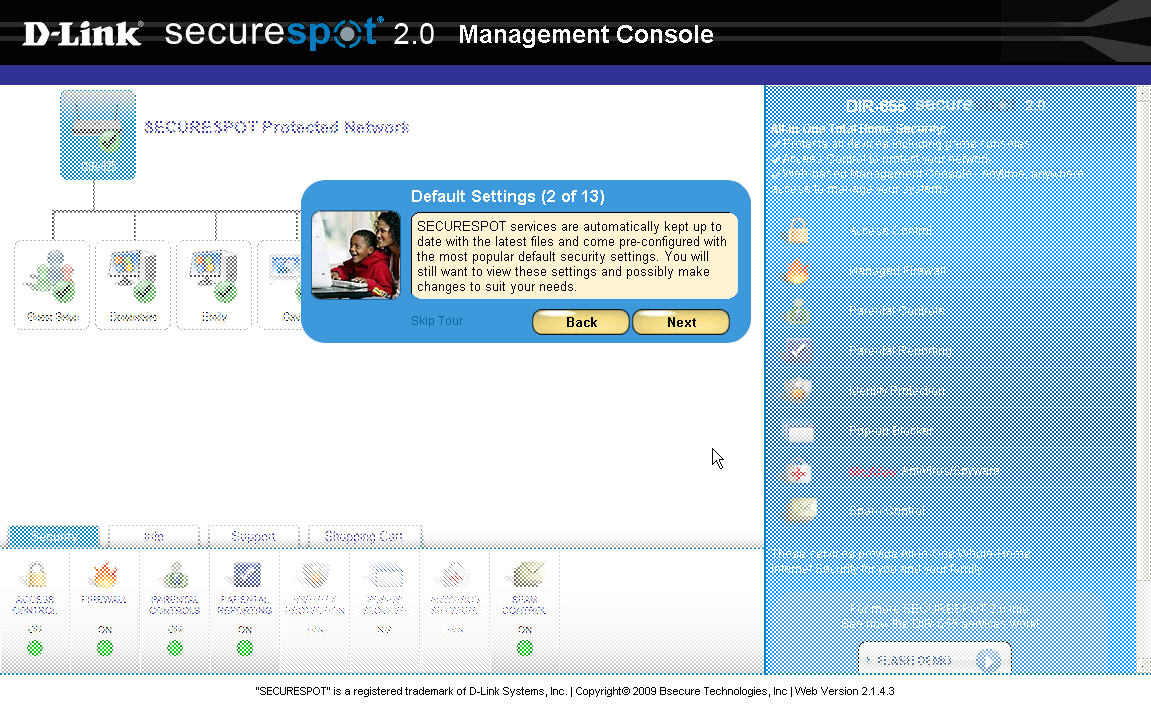 D-Link® securespot® 2.0 Management Console
SECURESPOT Protected Network
Guest Setup
Downstairs
Emily
Default Settings (2 of 13)
SECURESPOT services are automatically kept up to
date with the latest files and come pre-configured with
the most popular default security settings. You will
still want to view these settings and possibly make
changes to suit your needs.
Skip Tour
Back
Next
DIR-655 securespot 2.0
All-in-One Total Home Security:
Protects all devices including game consoles
Access Control to protect your network
Web-based Management Console - Anytime, anywhere
access to manage your systems
Access Control
Managed Firewall
Parental Controls
Parental Reporting
Identity Protection
Pop-up Blocker
Antivirus/Spyware
Spam Control
These services provide All-in-One Whole-Home
Internet Security for you and your family.
For more SECURESPOT 2.0 info
See how the DIR-655 services work!
FLASH DEMO
Security
Info
Support
Shopping Cart
ACCESS CONTROL
FIREWALL
PARENTAL CONTROLS
PARENTAL REPORTING
SPAM CONTROL
ON
ON
ON
"SECURESPOT" is a registered trademark of D-Link Systems, Inc. | Copyright© 2009 Bsecure Technologies, Inc | Web Version 2.1.4.3